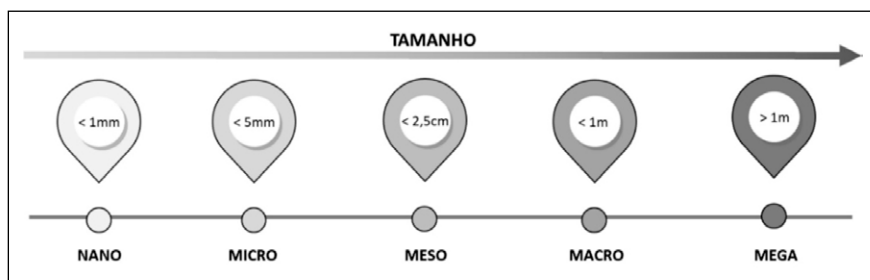 TAMANHO
< 1mm
< 5mm
< 2,5cm
< 1m
> 1m
NANO
MICRO
MESO
MACRO
MEGA